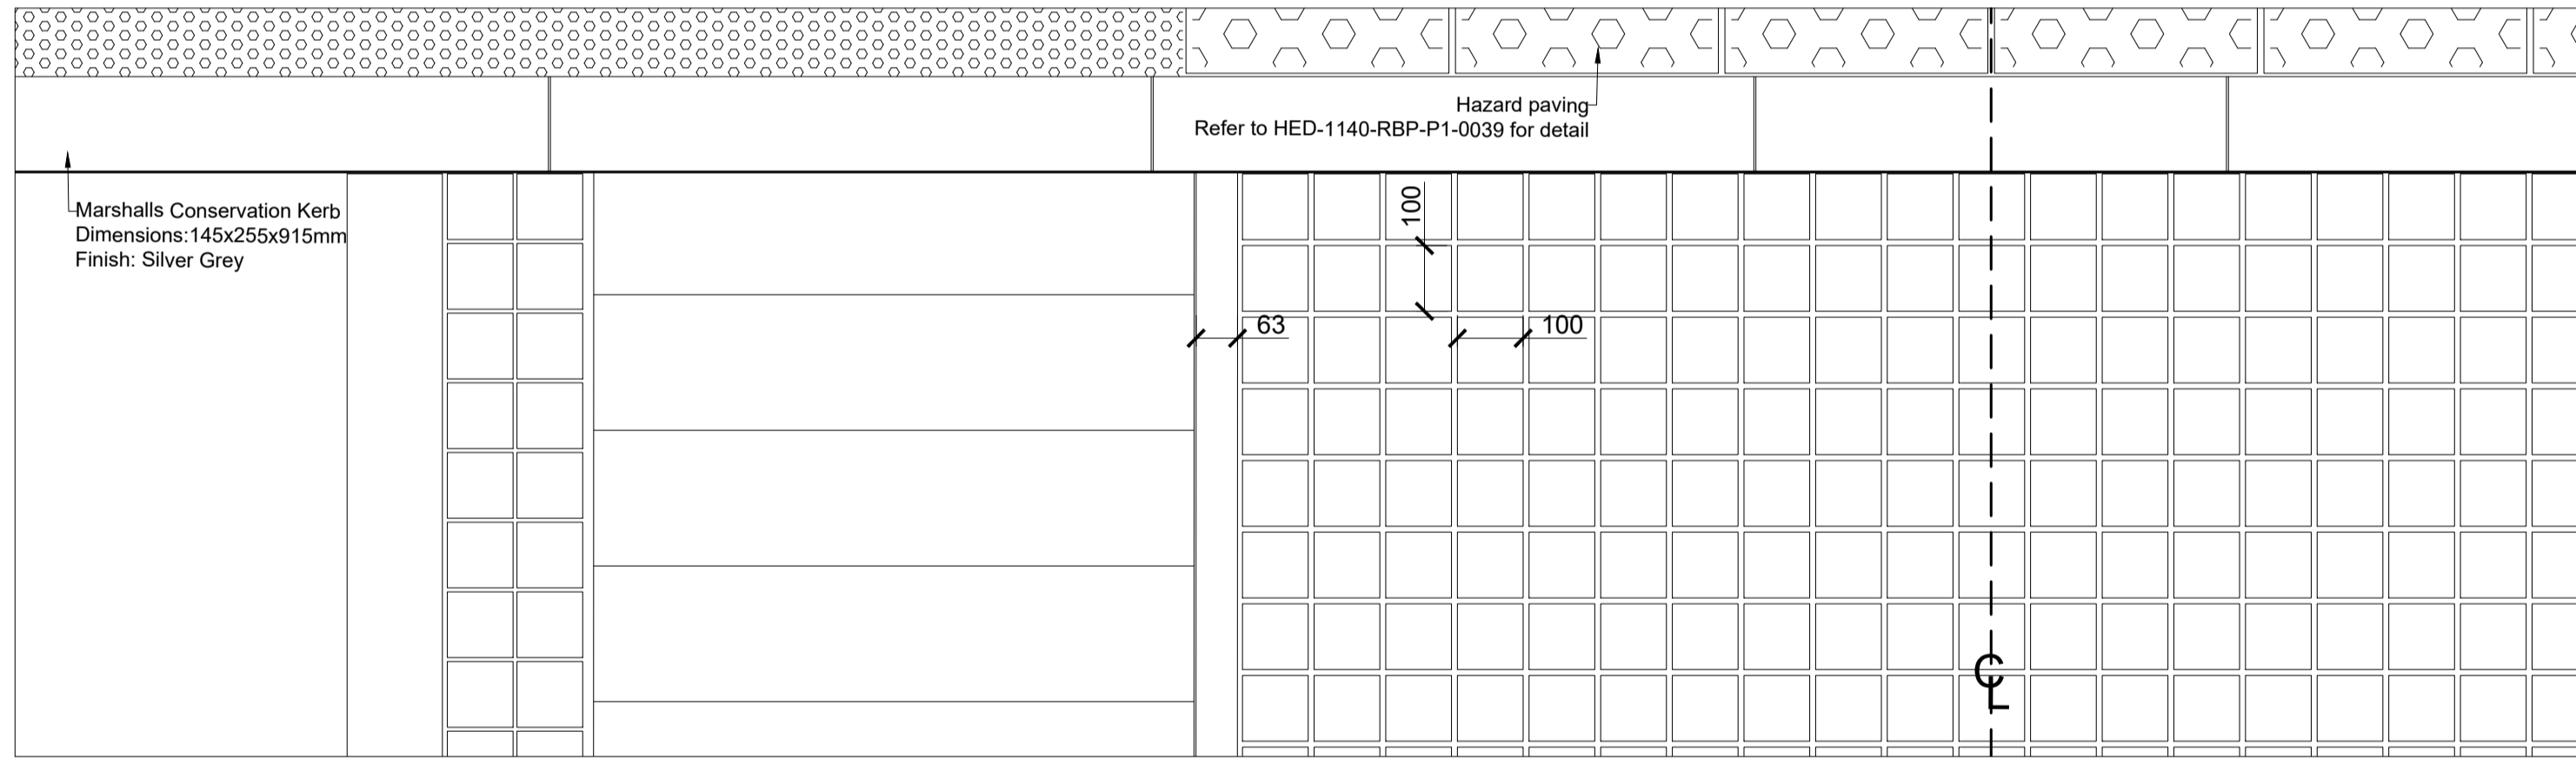 Hazard paving
Refer to HED-1140-RBP-P1-0039 for detail
Marshalls Conservation Kerb
Dimensions:145x255x915mm
Finish: Silver Grey
100
63
100
CL